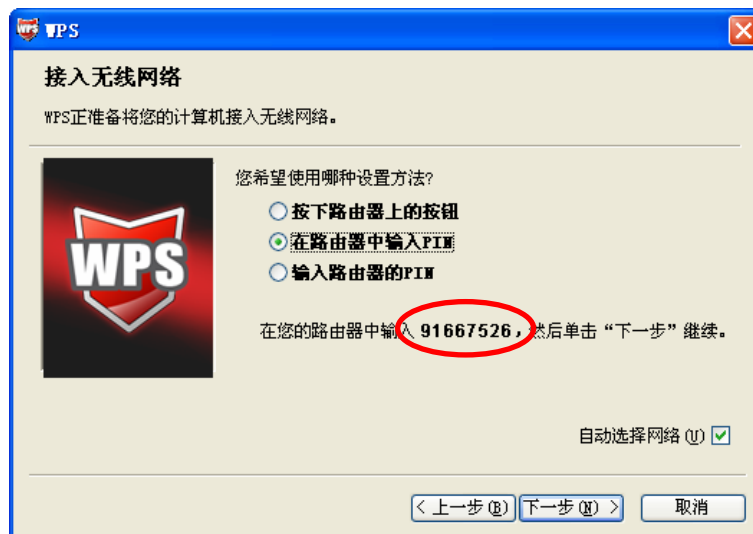 WPS
接入无线网络
WPS正准备将您的计算机接入无线网络。
您希望使用哪种设置方法?
按下路由器上的按钮
在路由器中输入PIN
输入路由器的PIN
WPS
在您的路由器中输入 91667526，然后单击“下一步”继续。
自动选择网络(U)
< 上一步(B) 下一步(N) > 取消